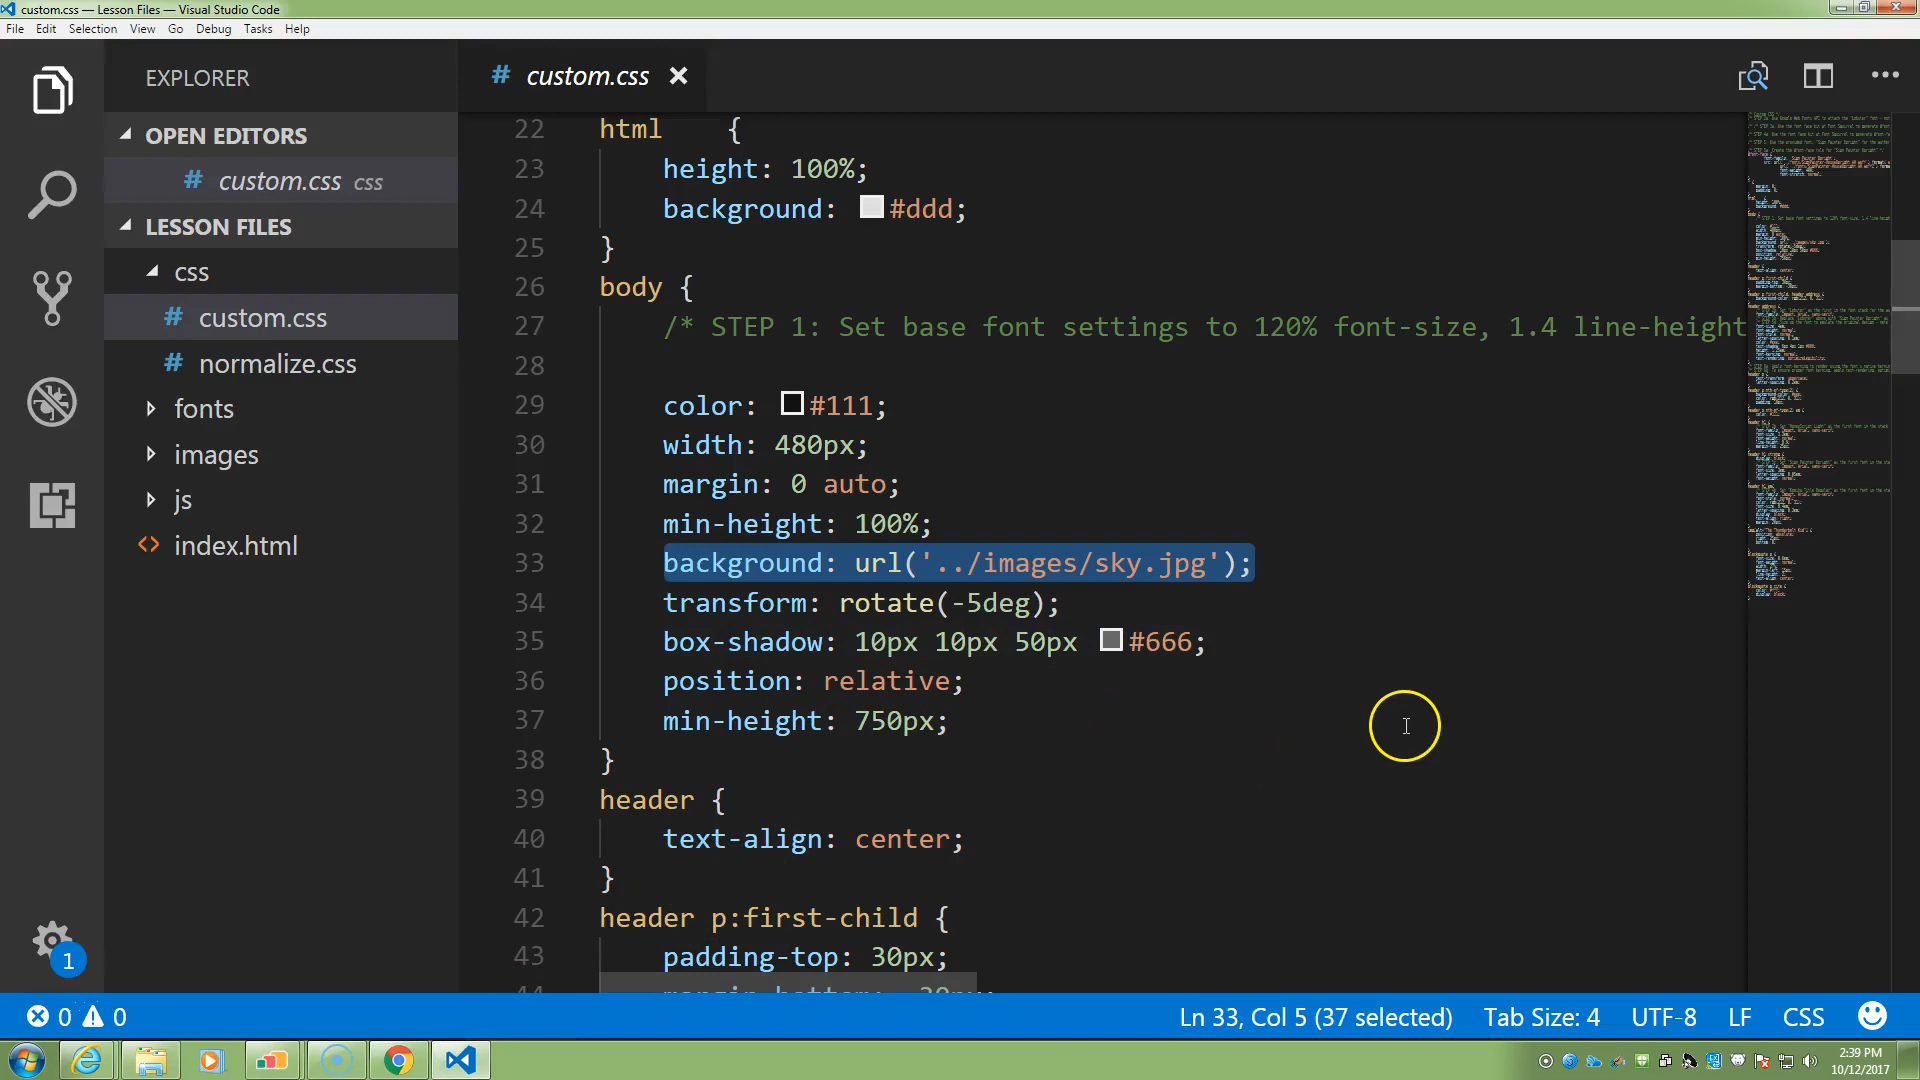 custom.css — Lesson Files — Visual Studio Code
File Edit Selection View Go Debug Tasks Help
EXPLORER
OPEN EDITORS
# custom.css css
LESSON FILES
css
# custom.css
# normalize.css
fonts
images
js
<> index.html
1
# custom.css
22 html {
23 height: 100%;
24 background: #ddd;
25 }
26 body {
27 /* STEP 1: Set base font settings to 120% font-size, 1.4 line-height
28
29 color: #111;
30 width: 480px;
31 margin: 0 auto;
32 min-height: 100%;
33 background: url('../images/sky.jpg');
34 transform: rotate(-5deg);
35 box-shadow: 10px 10px 50px #666;
36 position: relative;
37 min-height: 750px;
38 }
39 header {
40 text-align: center;
41 }
42 header p:first-child {
43 padding-top: 30px;
0 0
Ln 33, Col 5 (37 selected) Tab Size: 4 UTF-8 LF CSS
2:39 PM
10/12/2017